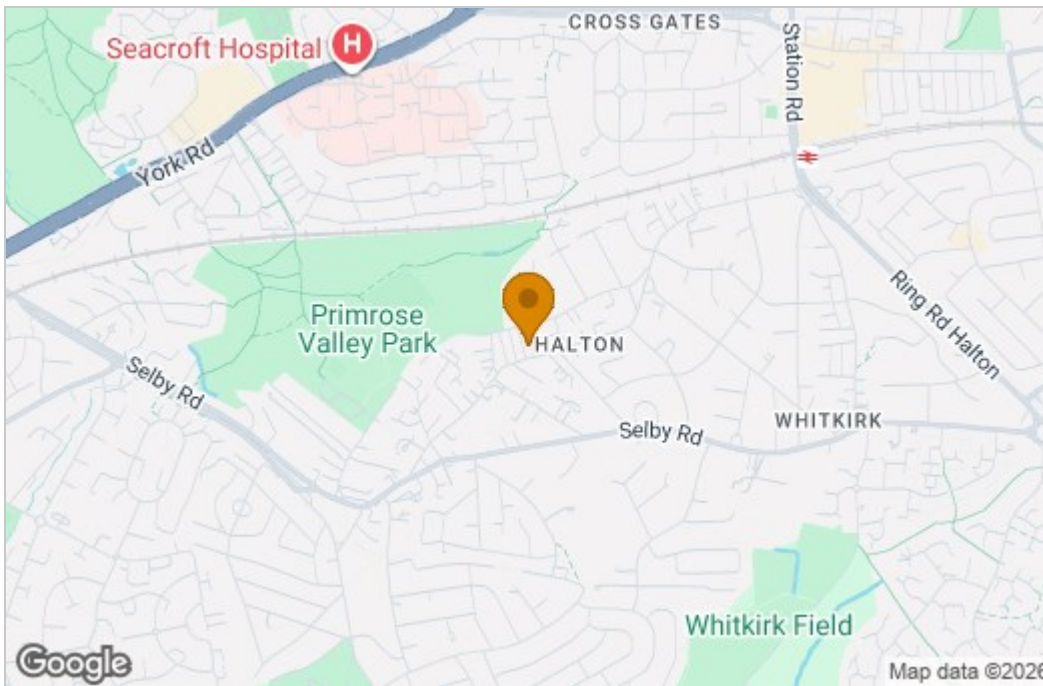 CROSS GATES
Seacroft Hospital
H
Station Rd
York Rd
Primrose
Valley Park
HALTON
Ring Rd Halton
Selby Rd
Selby Rd
WHITKIRK
Whitkirk Field
Google
Map data ©2026